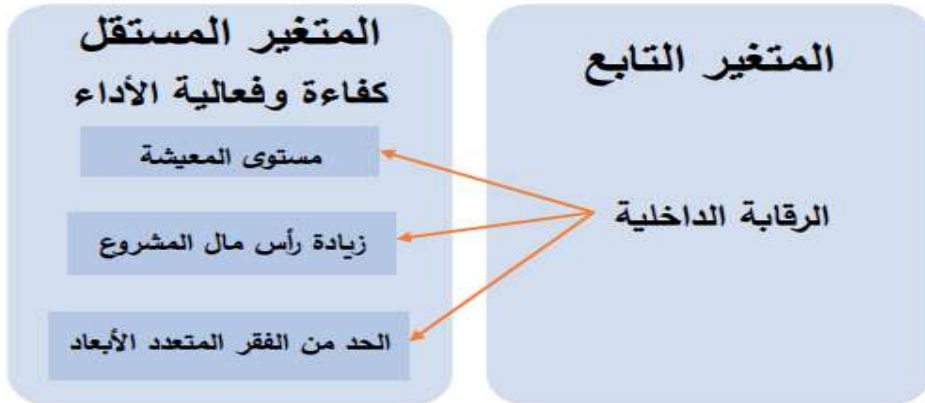 المتغير التابع
الرقابة الداخلية
المتغير المستقل
كفاءة وفعالية الأداء
مستوى المعيشة
زيادة رأس مال المشروع
الحد من الفقر المتعدد الأبعاد